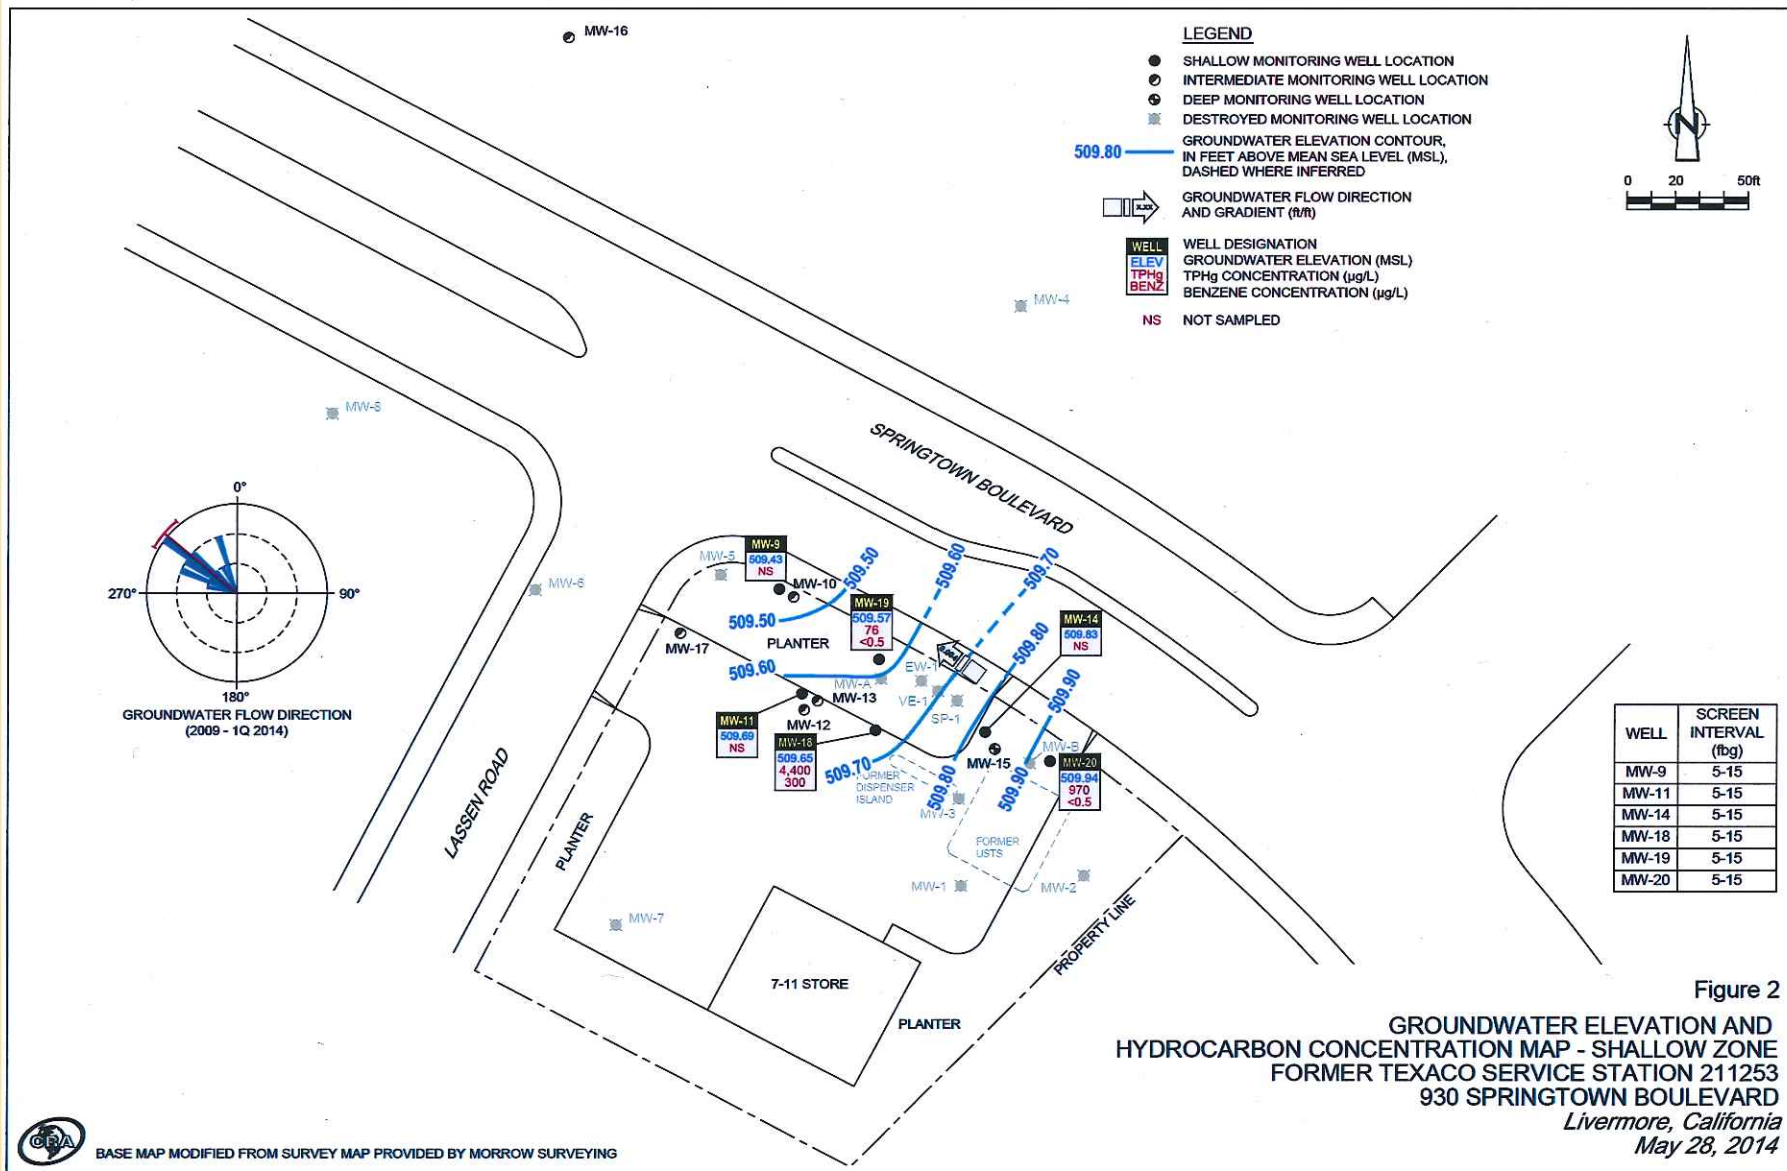 MW-16
LEGEND
SHALLOW MONITORING WELL LOCATION
INTERMEDIATE MONITORING WELL LOCATION
DEEP MONITORING WELL LOCATION
DESTROYED MONITORING WELL LOCATION
509.80
GROUNDWATER ELEVATION CONTOUR,
IN FEET ABOVE MEAN SEA LEVEL (MSL),
DASHED WHERE INFERRED
X.XX
GROUNDWATER FLOW DIRECTION
AND GRADIENT (ft/ft)
WELL
ELEV
TPHg
BENZ
WELL DESIGNATION
GROUNDWATER ELEVATION (MSL)
TPHg CONCENTRATION (µg/L)
BENZENE CONCENTRATION (µg/L)
NS NOT SAMPLED
N
0 20 50ft
MW-4
MW-8
SPRINGTOWN BOULEVARD
0°
90°
180°
270°
GROUNDWATER FLOW DIRECTION
(2009 - 1Q 2014)
MW-6
MW-5
MW-9
509.43
NS
MW-10
509.50
509.60
509.70
509.50
MW-19
509.57
76
<0.5
MW-14
509.83
NS
PLANTER
MW-17
509.60
509.80
0.004
EW-1
MW-A
VE-1
SP-1
509.90
MW-13
MW-12
MW-11
509.69
NS
MW-18
509.65
4,400
300
509.70
FORMER
DISPENSER
ISLAND
509.80
MW-3
MW-15
MW-B
509.90
MW-20
509.94
970
<0.5
FORMER
USTS
MW-1
MW-2
LASSEN ROAD
PLANTER
MW-7
7-11 STORE
PLANTER
PROPERTY LINE
WELL SCREEN INTERVAL (fbg)
MW-9 5-15
MW-11 5-15
MW-14 5-15
MW-18 5-15
MW-19 5-15
MW-20 5-15
Figure 2
GROUNDWATER ELEVATION AND
HYDROCARBON CONCENTRATION MAP - SHALLOW ZONE
FORMER TEXACO SERVICE STATION 211253
930 SPRINGTOWN BOULEVARD
Livermore, California
May 28, 2014
CRA
BASE MAP MODIFIED FROM SURVEY MAP PROVIDED BY MORROW SURVEYING